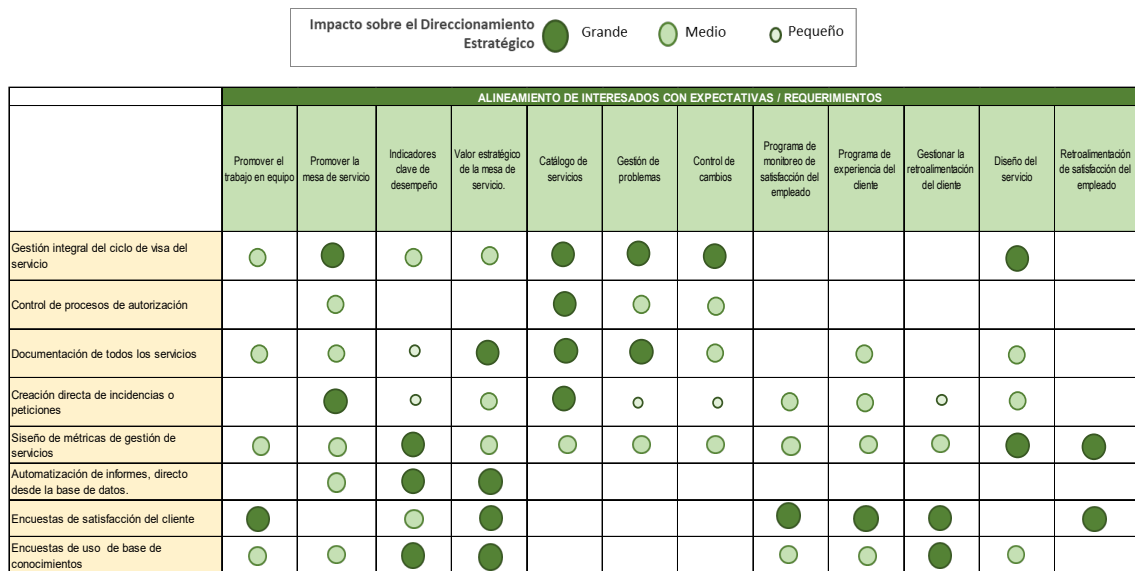 Impacto sobre el Direccionamiento
Estratégico
Grande
Medio
Pequeño
ALINEAMIENTO DE INTERESADOS CON EXPECTATIVAS / REQUERIMIENTOS
Promover el
trabajo en equipo
Promover la
mesa de servicio
Indicadores
clave de
desempeño
Valor estratégico
de la mesa de
servicio.
Catálogo de
servicios
Gestión de
problemas
Control de
cambios
Programa de
monitoreo de
satisfacción del
empleado
Programa de
experiencia del
cliente
Gestionar la
retroalimentación
del cliente
Diseño del
servicio
Retroalimentación
de satisfacción del
empleado
Gestión integral del ciclo de visa del
servicio
Control de procesos de autorización
Documentación de todos los servicios
Creación directa de incidencias o
peticiones
Siseño de métricas de gestión de
servicios
Automatización de informes, directo
desde la base de datos.
Encuestas de satisfacción del cliente
Encuestas de uso de base de
conocimientos